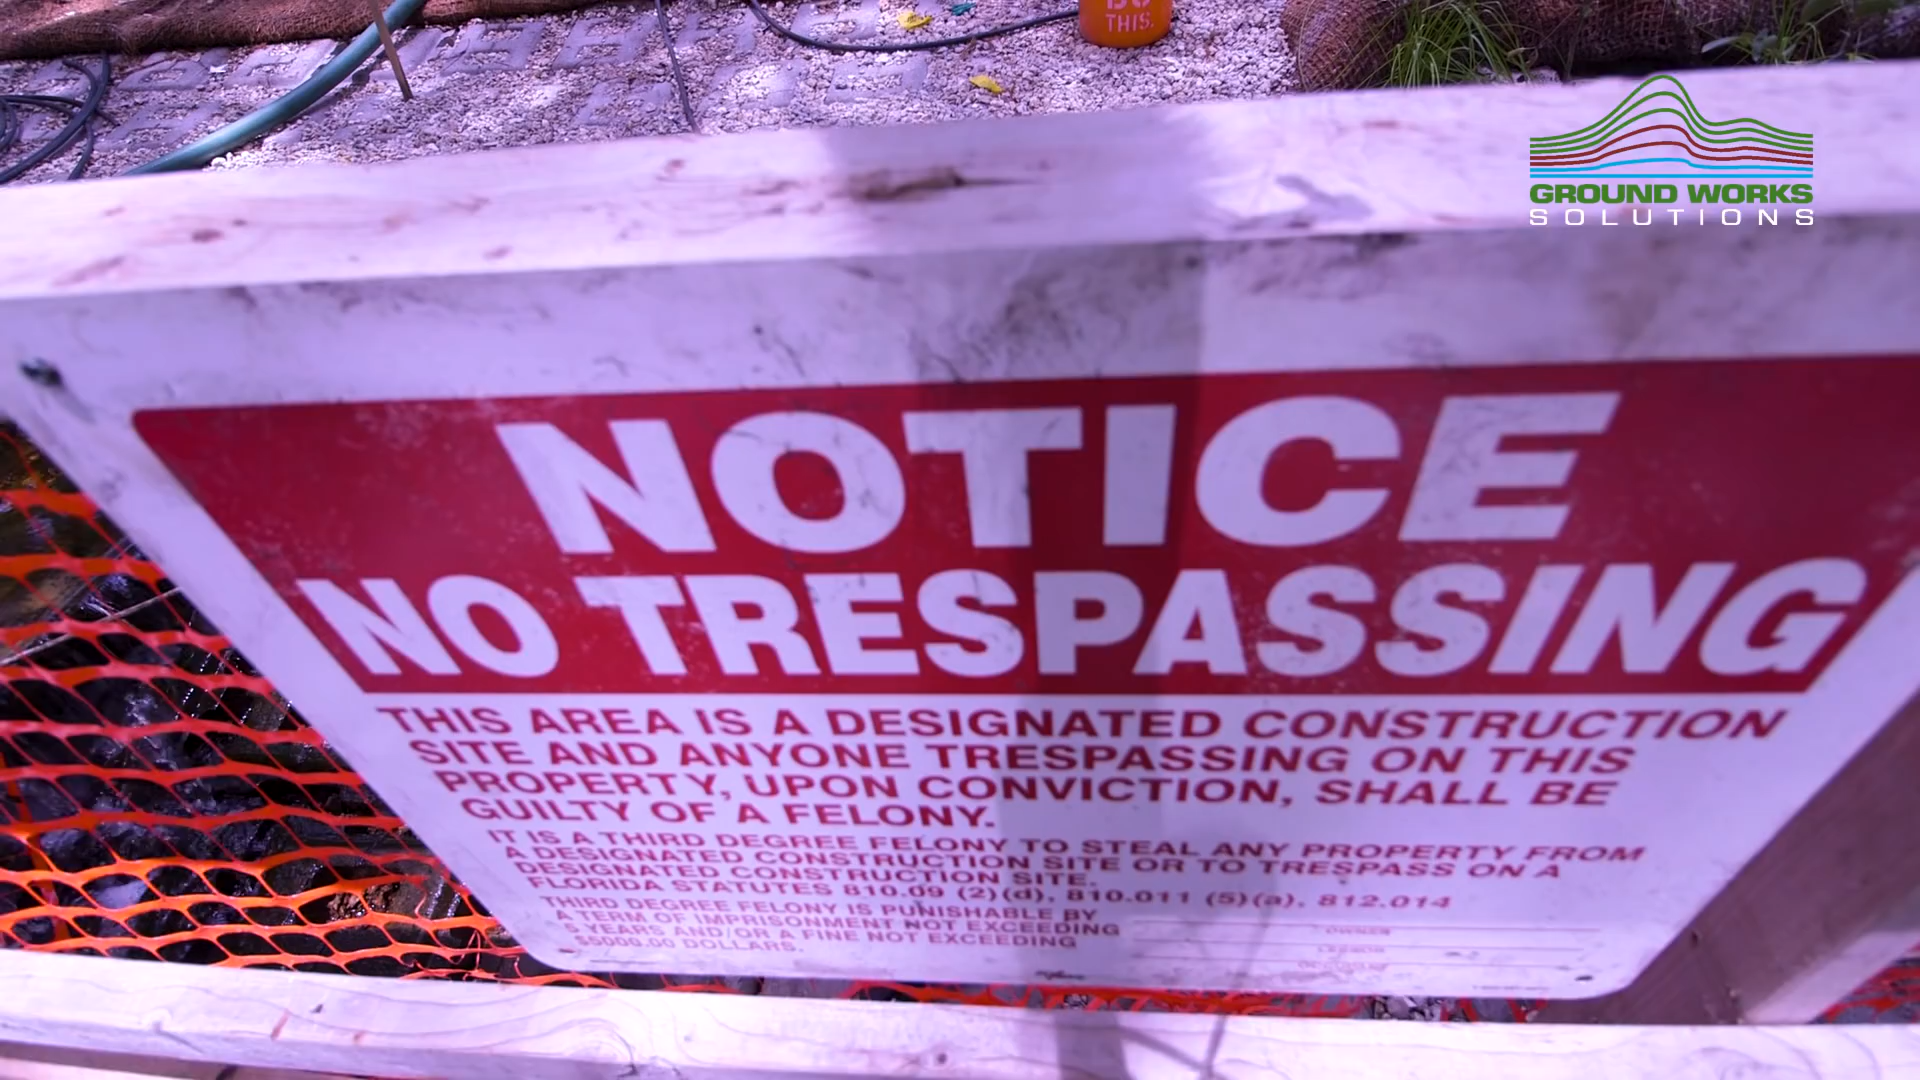 DO
THIS.
GROUND WORKS
SOLUTIONS
NOTICE
NO TRESPASSING
THIS AREA IS A DESIGNATED CONSTRUCTION
SITE AND ANYONE TRESPASSING ON THIS
PROPERTY, UPON CONVICTION, SHALL BE
GUILTY OF A FELONY.
IT IS A THIRD DEGREE FELONY TO STEAL ANY PROPERTY FROM
A DESIGNATED CONSTRUCTION SITE OR TO TRESPASS ON A
DESIGNATED CONSTRUCTION SITE.
FLORIDA STATUTES 810.09 (2)(d), 810.011 (5)(a), 812.014
THIRD DEGREE FELONY IS PUNISHABLE BY
A TERM OF IMPRISONMENT NOT EXCEEDING
5 YEARS AND/OR A FINE NOT EXCEEDING
$5000.00 DOLLARS.
OWNER
LESSOR